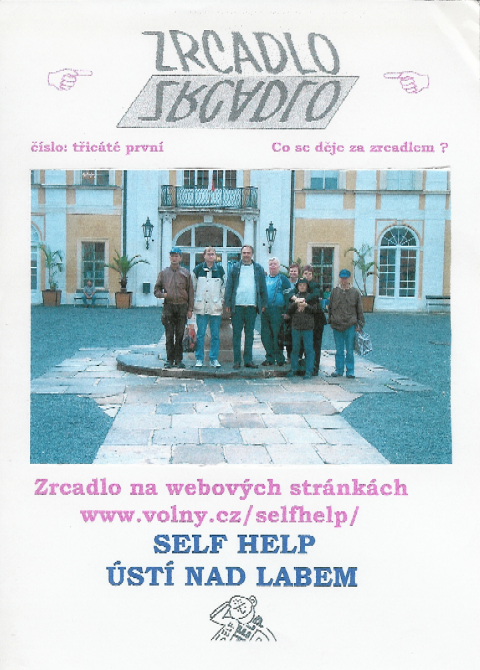 ZRCADLO
ZRCADLO
číslo: třicáté první
Co se děje za zrcadlem ?
Zrcadlo na webových stránkách
www.volny.cz/selfhelp/
SELF HELP
ÚSTÍ NAD LABEM